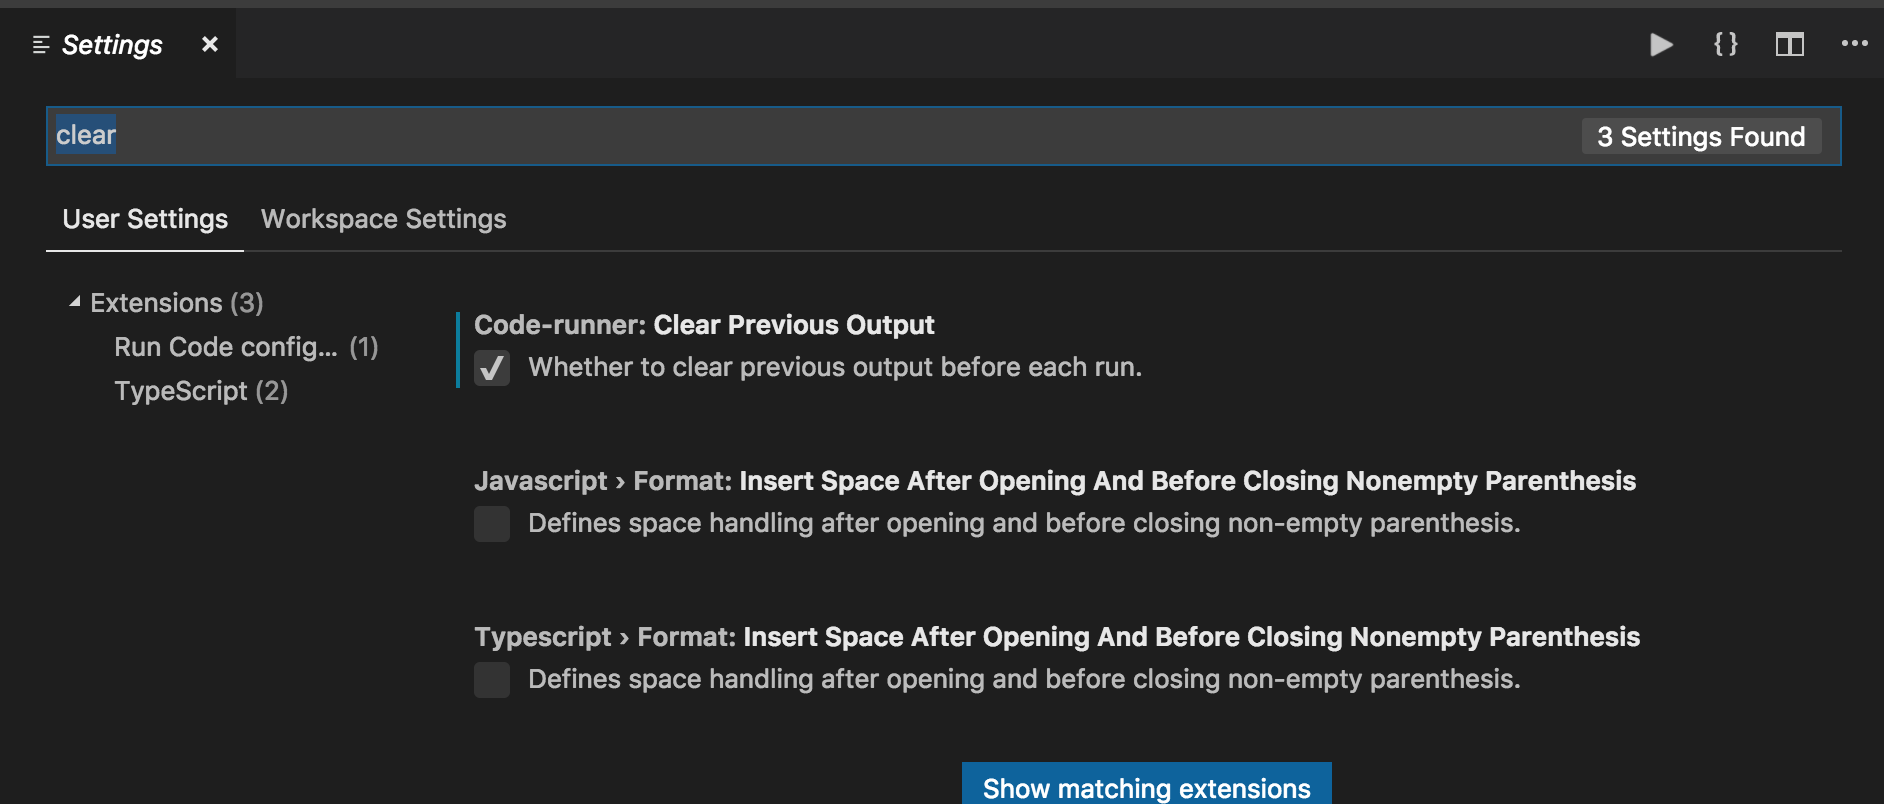 Settings
clear
3 Settings Found
User Settings Workspace Settings
Extensions (3)
Run Code config... (1)
TypeScript (2)
Code-runner: Clear Previous Output
Whether to clear previous output before each run.
Javascript › Format: Insert Space After Opening And Before Closing Nonempty Parenthesis
Defines space handling after opening and before closing non-empty parenthesis.
Typescript › Format: Insert Space After Opening And Before Closing Nonempty Parenthesis
Defines space handling after opening and before closing non-empty parenthesis.
Show matching extensions